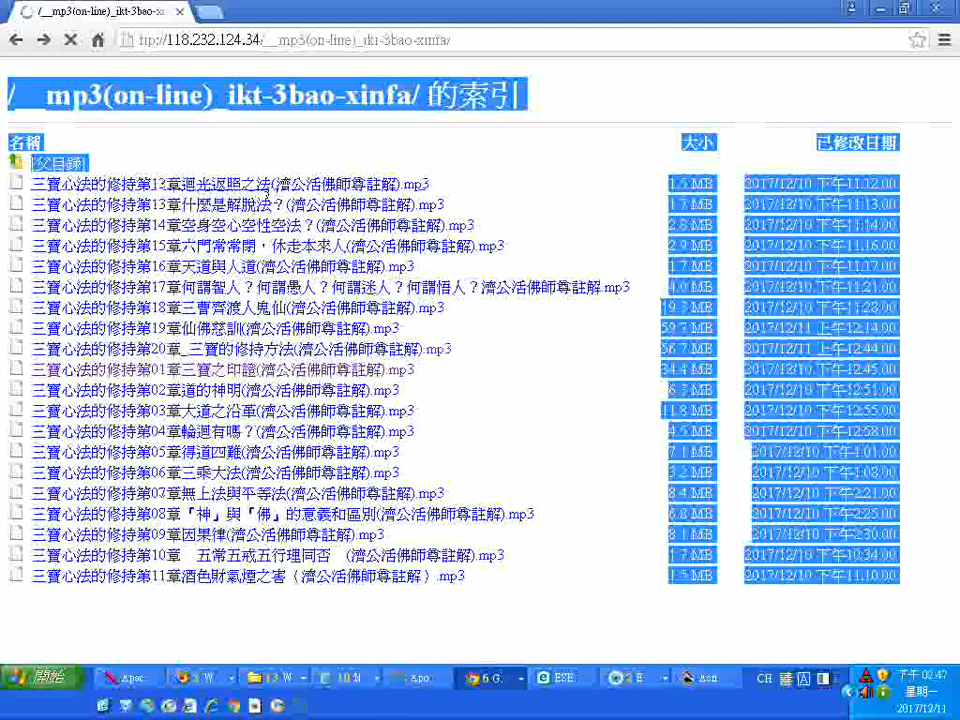 /__mp3(on-line)_ikt-3bao-xi
118.232.124.34/__mp3(on-line)_ikt-3bao-xinfa/
/__mp3(on-line)_ikt-3bao-xinfa/ 的索引
名稱 大小 已修改日期
[父目錄]
三寶心法的修持第12章迴光返照之法(濟公活佛師尊註解).mp3 1.5 MB 2017/12/10 下午11:12:00
三寶心法的修持第13章什麼是解脫法？(濟公活佛師尊註解).mp3 1.7 MB 2017/12/10 下午11:13:00
三寶心法的修持第14章空身空心空性空法？(濟公活佛師尊註解).mp3 2.8 MB 2017/12/10 下午11:14:00
三寶心法的修持第15章六門常常閉，休走本來人(濟公活佛師尊註解).mp3 2.9 MB 2017/12/10 下午11:16:00
三寶心法的修持第16章天道與人道(濟公活佛師尊註解).mp3 1.7 MB 2017/12/10 下午11:17:00
三寶心法的修持第17章何謂智人？何謂愚人？何謂迷人？何謂悟人？濟公活佛師尊註解.mp3 4.0 MB 2017/12/10 下午11:21:00
三寶心法的修持第18章三曹齊渡人鬼仙(濟公活佛師尊註解).mp3 MB 2017/12/10 下午11:28:00
三寶心法的修持第19章仙佛慈訓(濟公活佛師尊註解).mp3 59.7 MB 2017/12/11 上午12:14:00
三寶心法的修持第20章_三寶的修持方法(濟公活佛師尊註解).mp3 56.7 MB 2017/12/11 上午12:44:00
三寶心法的修持第01章三寶之印證(濟公活佛師尊註解).mp3 34.4 MB 2017/12/10 下午12:45:00
三寶心法的修持第02章道的神明(濟公活佛師尊註解).mp3 MB 2017/12/10 下午12:51:00
三寶心法的修持第03章大道之沿革(濟公活佛師尊註解).mp3 11.8 MB 2017/12/10 下午12:55:00
三寶心法的修持第04章輪迴有嗎？(濟公活佛師尊註解).mp3 4.5 MB 2017/12/10 下午12:58:00
三寶心法的修持第05章得道四難(濟公活佛師尊註解).mp3 7.1 MB 2017/12/10 下午1:01:00
三寶心法的修持第06章三乘大法(濟公活佛師尊註解).mp3 3.2 MB 2017/12/10 下午1:08:00
三寶心法的修持第07章無上法與平等法(濟公活佛師尊註解).mp3 8.4 MB 2017/12/10 下午2:21:00
三寶心法的修持第08章「神」與「佛」的意義和區別(濟公活佛師尊註解).mp3 6.8 MB 2017/12/10 下午2:25:00
三寶心法的修持第09章因果律(濟公活佛師尊註解).mp3 8.1 MB 2017/12/10 下午2:30:00
三寶心法的修持第10章　五常五戒五行理同否　(濟公活佛師尊註解).mp3 1.7 MB 2017/12/10 下午10:34:00
三寶心法的修持第11章酒色財氣煙之害（濟公活佛師尊註解）.mp3 1.5 MB 2017/12/10 下午11:10:00
開始 3 W 13 W 10 N 6 G... ESE 2 E CH 下午 02:47
星期一
2017/12/11